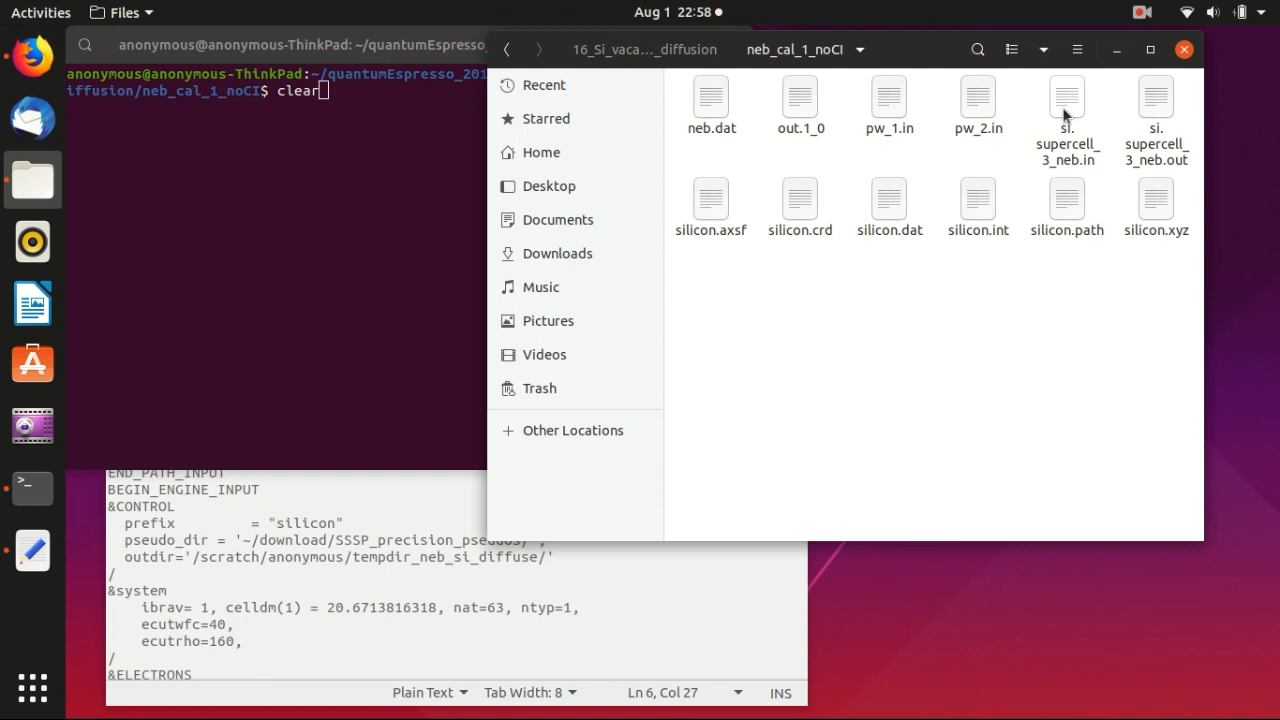 Activities
Files
Aug 1 22:58
anonymous@anonymous-ThinkPad: ~/quantumEspresso_
anonymous@anonymous-ThinkPad:~/quantumEspresso_201
iffusion/neb_cal_1_noCI$ clear
16_Si_vaca…_diffusion
neb_cal_1_noCI
Recent
Starred
Home
Desktop
Documents
Downloads
Music
Pictures
Videos
Trash
+ Other Locations
neb.dat
out.1_0
pw_1.in
pw_2.in
si.
supercell_
3_neb.in
si.
supercell_
3_neb.out
silicon.axsf
silicon.crd
silicon.dat
silicon.int
silicon.path
silicon.xyz
END_PATH_INPUT
BEGIN_ENGINE_INPUT
&CONTROL
prefix = "silicon"
pseudo_dir = '~/download/SSSP_precision_pseudos/',
outdir='/scratch/anonymous/tempdir_neb_si_diffuse/'
/
&system
ibrav= 1, celldm(1) = 20.6713816318, nat=63, ntyp=1,
ecutwfc=40,
ecutrho=160,
/
&ELECTRONS
Plain Text
Tab Width: 8
Ln 6, Col 27
INS